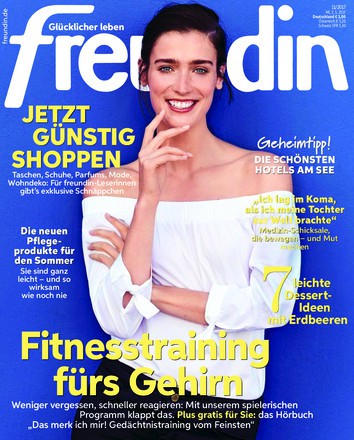 freundin.de
Glücklicher leben
11/2017
Deutschland € 3,00
freundin
JETZT
GÜNSTIG
SHOPPEN
Taschen, Schuhe, Parfums, Mode,
Wohndeko: Für freundin-Leserinnen
gibt's exklusive Schnäppchen
Geheimtipp!
DIE SCHÖNSTEN
HOTELS AM SEE
„Ich lag im Koma,
als ich meine Tochter
zur Welt brachte“
Medizin-Schicksale,
die bewegen – und Mut
machen
Die neuen
Pflege-
produkte für
den Sommer
Sie sind ganz
leicht – und so
wirksam
wie noch nie
7 leichte
Dessert-
Ideen
mit Erdbeeren
Fitnesstraining
fürs Gehirn
Weniger vergessen, schneller reagieren: Mit unserem spielerischen
Programm klappt das. Plus gratis für Sie: das Hörbuch
„Das merk ich mir! Gedächtnistraining vom Feinsten“